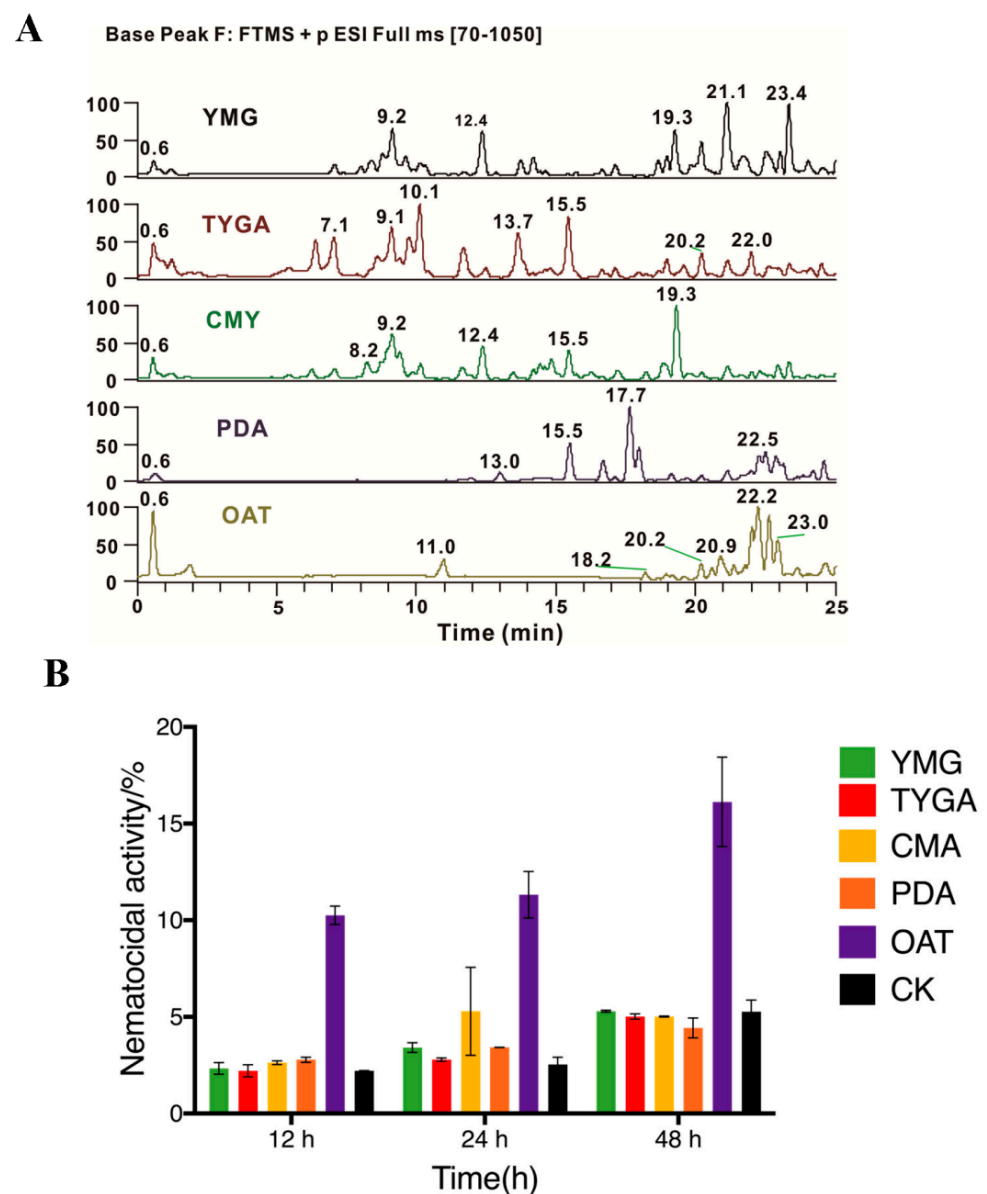 A
Base Peak F: FTMS + p ESI Full ms [70-1050]
100
50
0
YMG
0.6
9.2
12.4
19.3
21.1
23.4
100
50
0
TYGA
0.6
7.1
9.1
10.1
13.7
15.5
20.2
22.0
100
50
0
CMY
0.6
8.2
9.2
12.4
15.5
19.3
100
50
0
PDA
0.6
13.0
15.5
17.7
22.5
100
50
0
OAT
0.6
11.0
18.2
20.2
20.9
22.2
23.0
0 5 10 15 20 25
Time (min)
B
Nematocidal activity/%
20
15
10
5
0
12 h 24 h 48 h
Time(h)
YMG
TYGA
CMA
PDA
OAT
CK